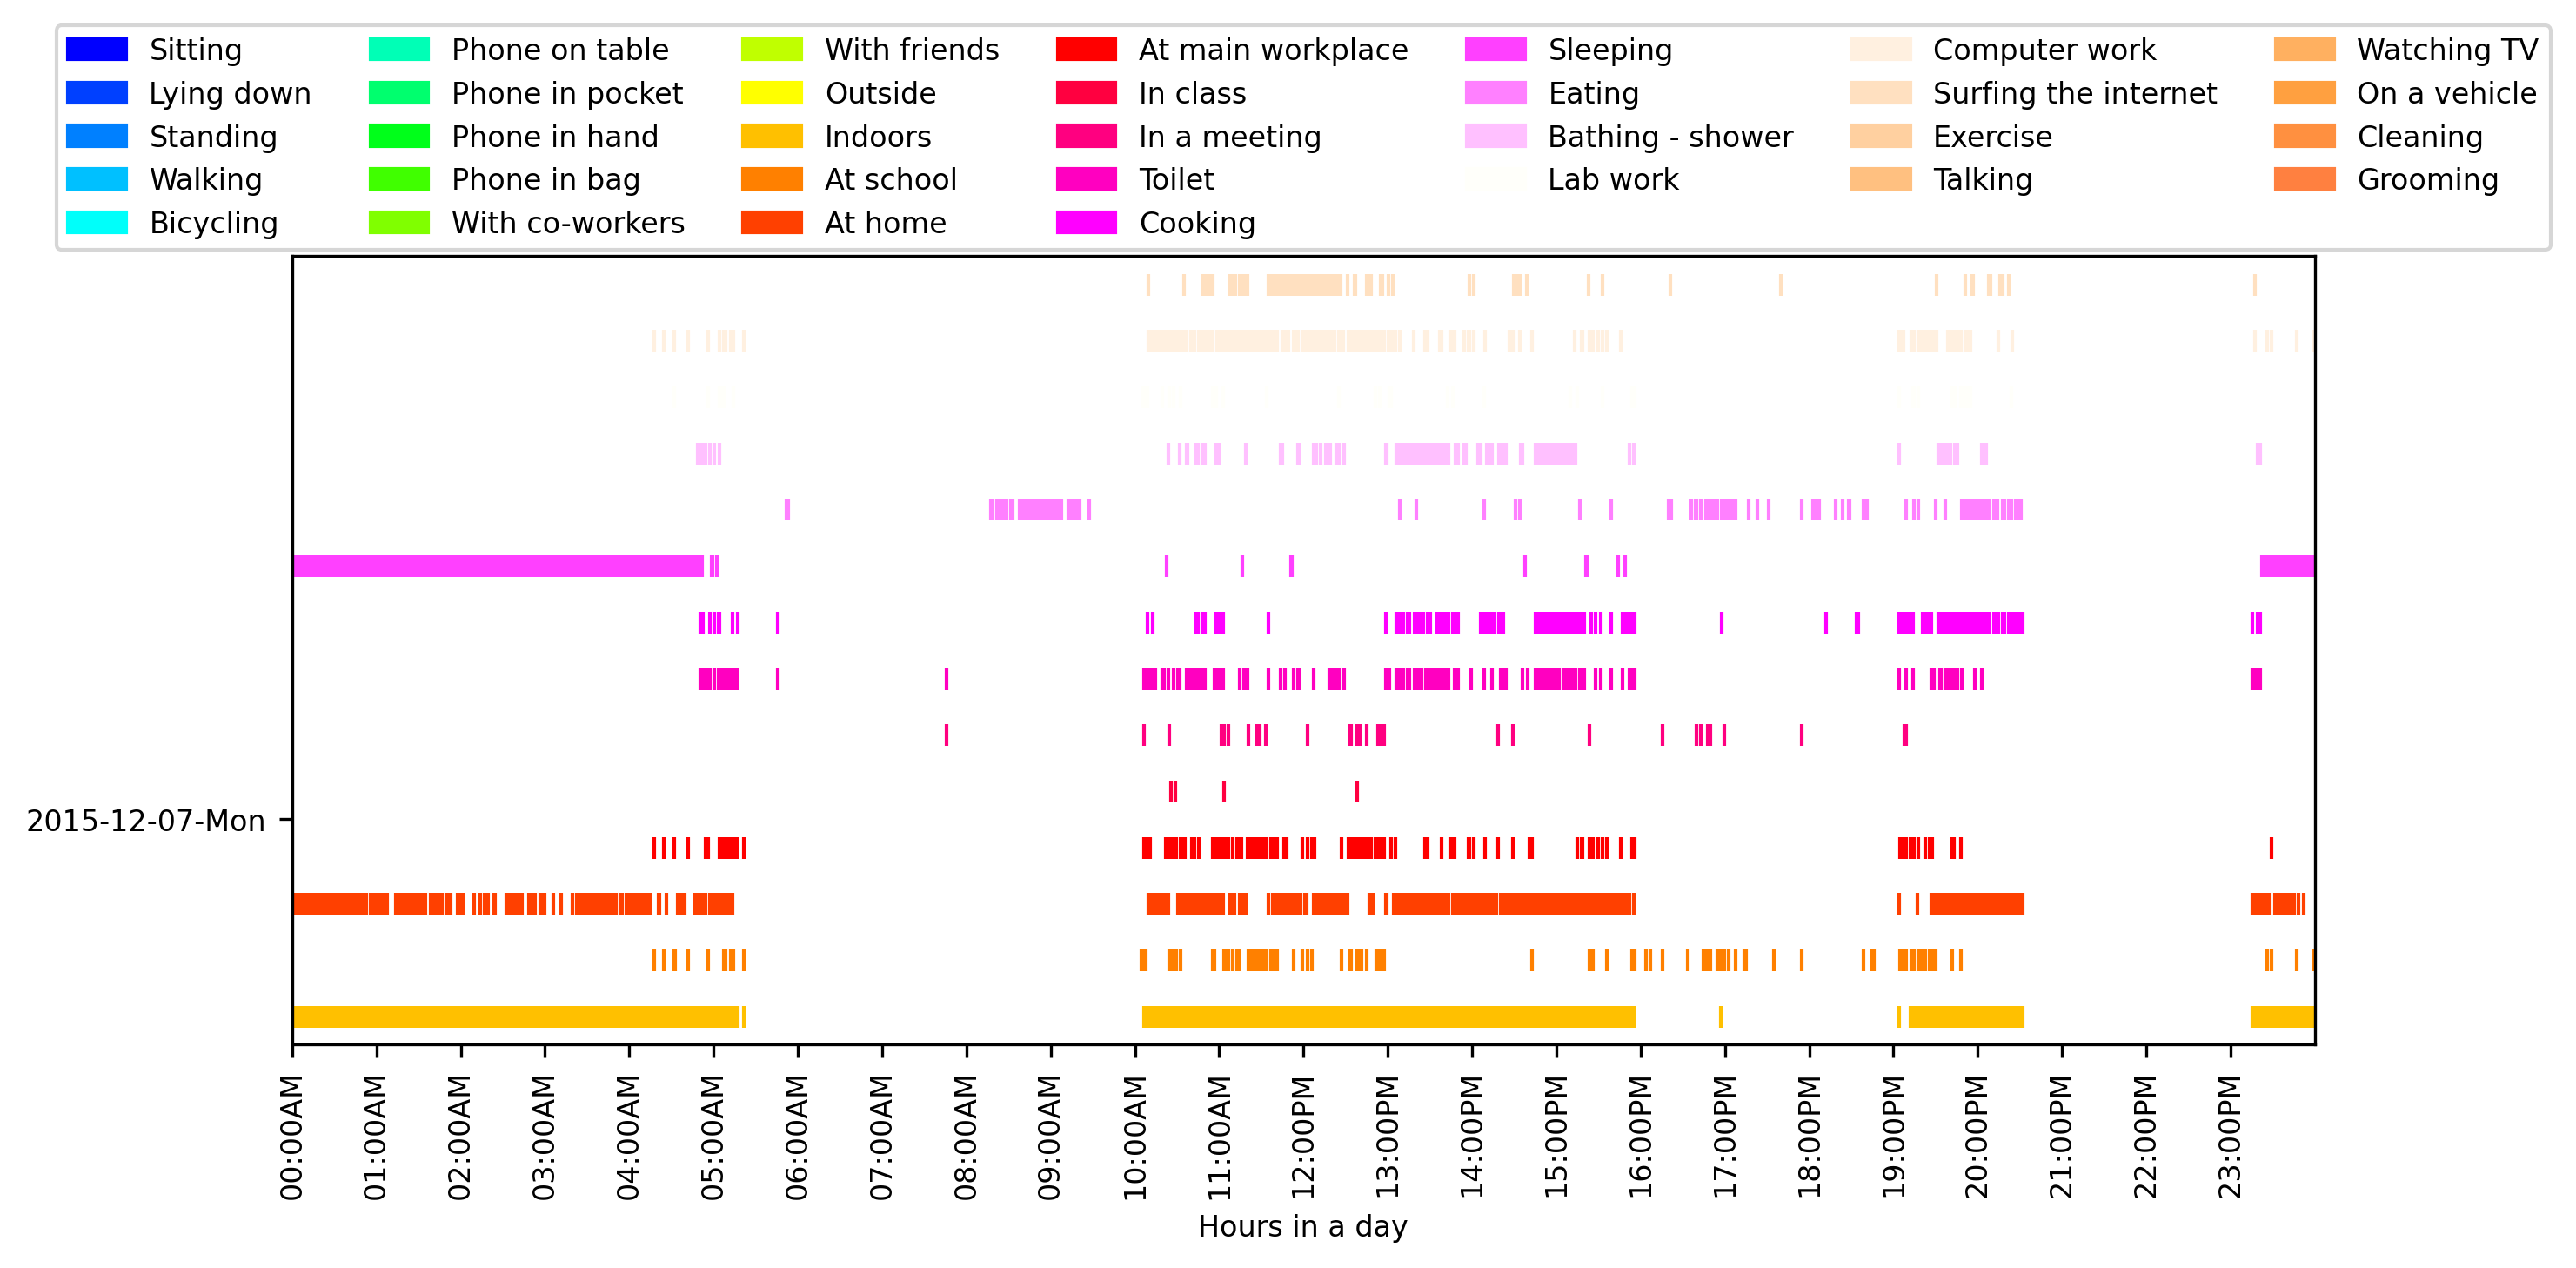 Sitting
Lying down
Standing
Walking
Bicycling
Phone on table
Phone in pocket
Phone in hand
Phone in bag
With co-workers
With friends
Outside
Indoors
At school
At home
At main workplace
In class
In a meeting
Toilet
Cooking
Sleeping
Eating
Bathing - shower
Lab work
Computer work
Surfing the internet
Exercise
Talking
Watching TV
On a vehicle
Cleaning
Grooming
2015-12-07-Mon
00:00AM
01:00AM
02:00AM
03:00AM
04:00AM
05:00AM
06:00AM
07:00AM
08:00AM
09:00AM
10:00AM
11:00AM
12:00PM
13:00PM
14:00PM
15:00PM
16:00PM
17:00PM
18:00PM
19:00PM
20:00PM
21:00PM
22:00PM
23:00PM
Hours in a day